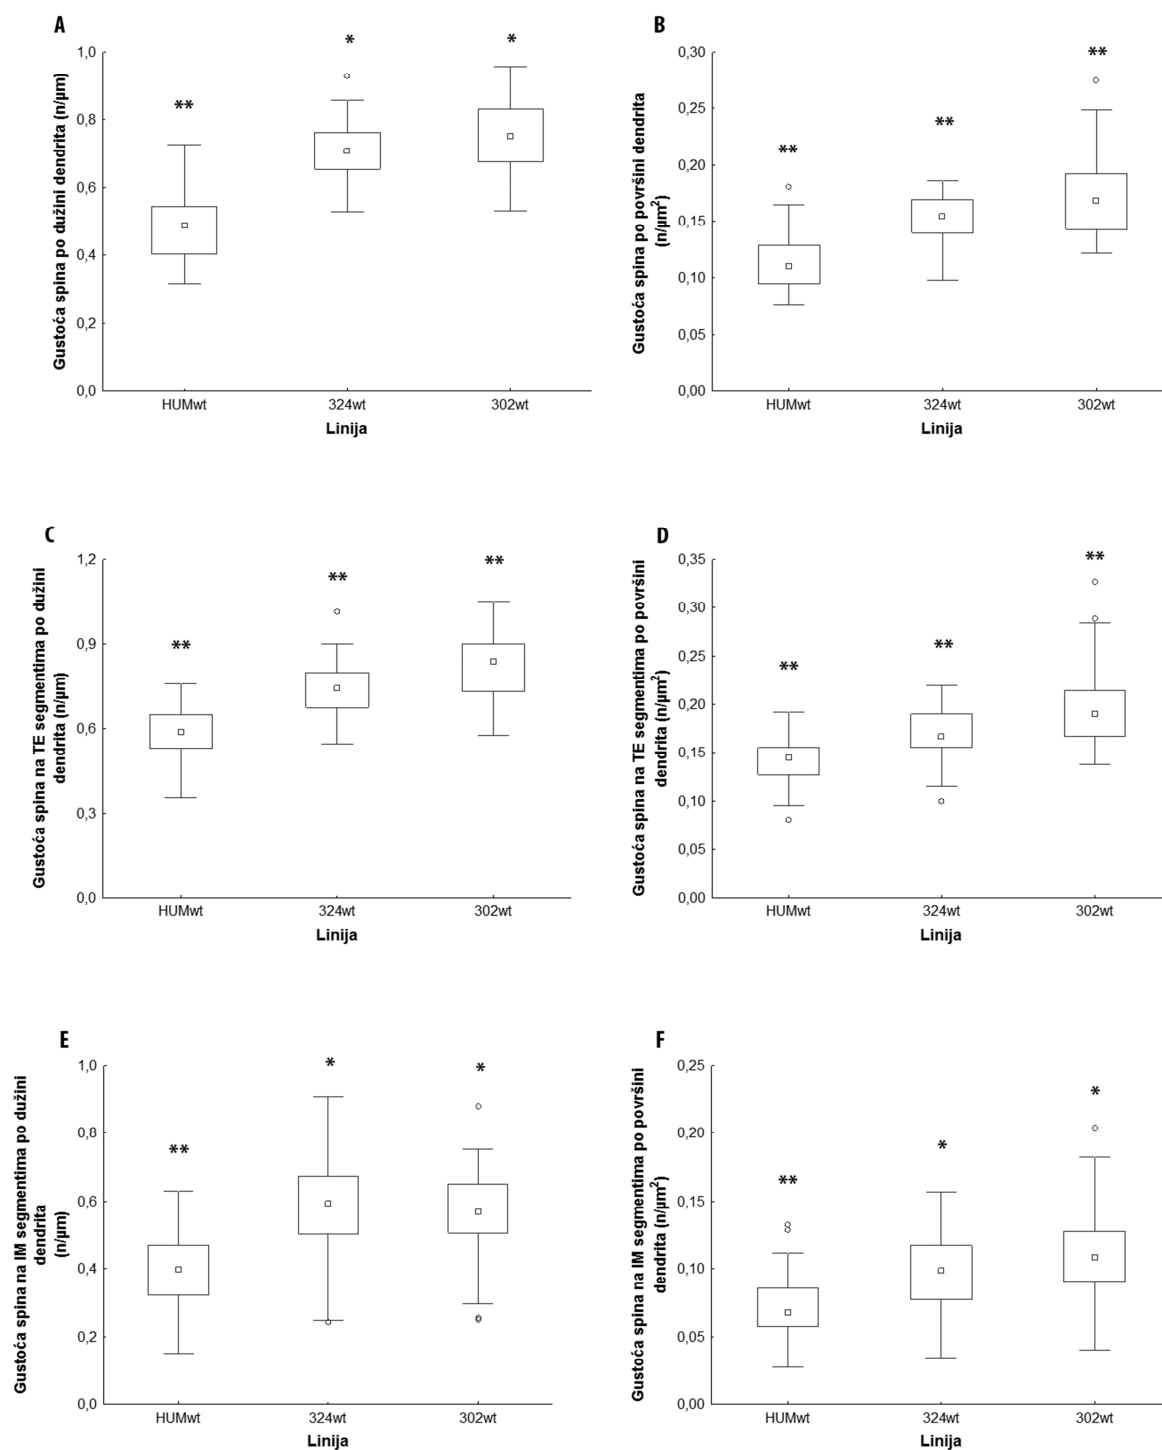 A
Gustoća spina po dužini dendrita (n/µm)
1,0
0,8
0,6
0,4
0,2
0,0
**
*
*
HUMwt 324wt 302wt
Linija
B
Gustoća spina po površini dendrita
(n/µm²)
0,30
0,25
0,20
0,15
0,10
0,05
0,00
**
**
**
HUMwt 324wt 302wt
Linija
C
Gustoća spina na TE segmentima po dužini
dendrita (n/µm)
1,2
0,9
0,6
0,3
0,0
**
**
**
HUMwt 324wt 302wt
Linija
D
Gustoća spina na TE segmentima po površini
dendrita (n/µm²)
0,35
0,30
0,25
0,20
0,15
0,10
0,05
0,00
**
**
**
HUMwt 324wt 302wt
Linija
E
Gustoća spina na IM segmentima po dužini
dendrita
(n/µm)
1,0
0,8
0,6
0,4
0,2
0,0
**
*
*
HUMwt 324wt 302wt
Linija
F
Gustoća spina na IM segmentima po površini
dendrita (n/µm²)
0,25
0,20
0,15
0,10
0,05
0,00
**
*
*
HUMwt 324wt 302wt
Linija